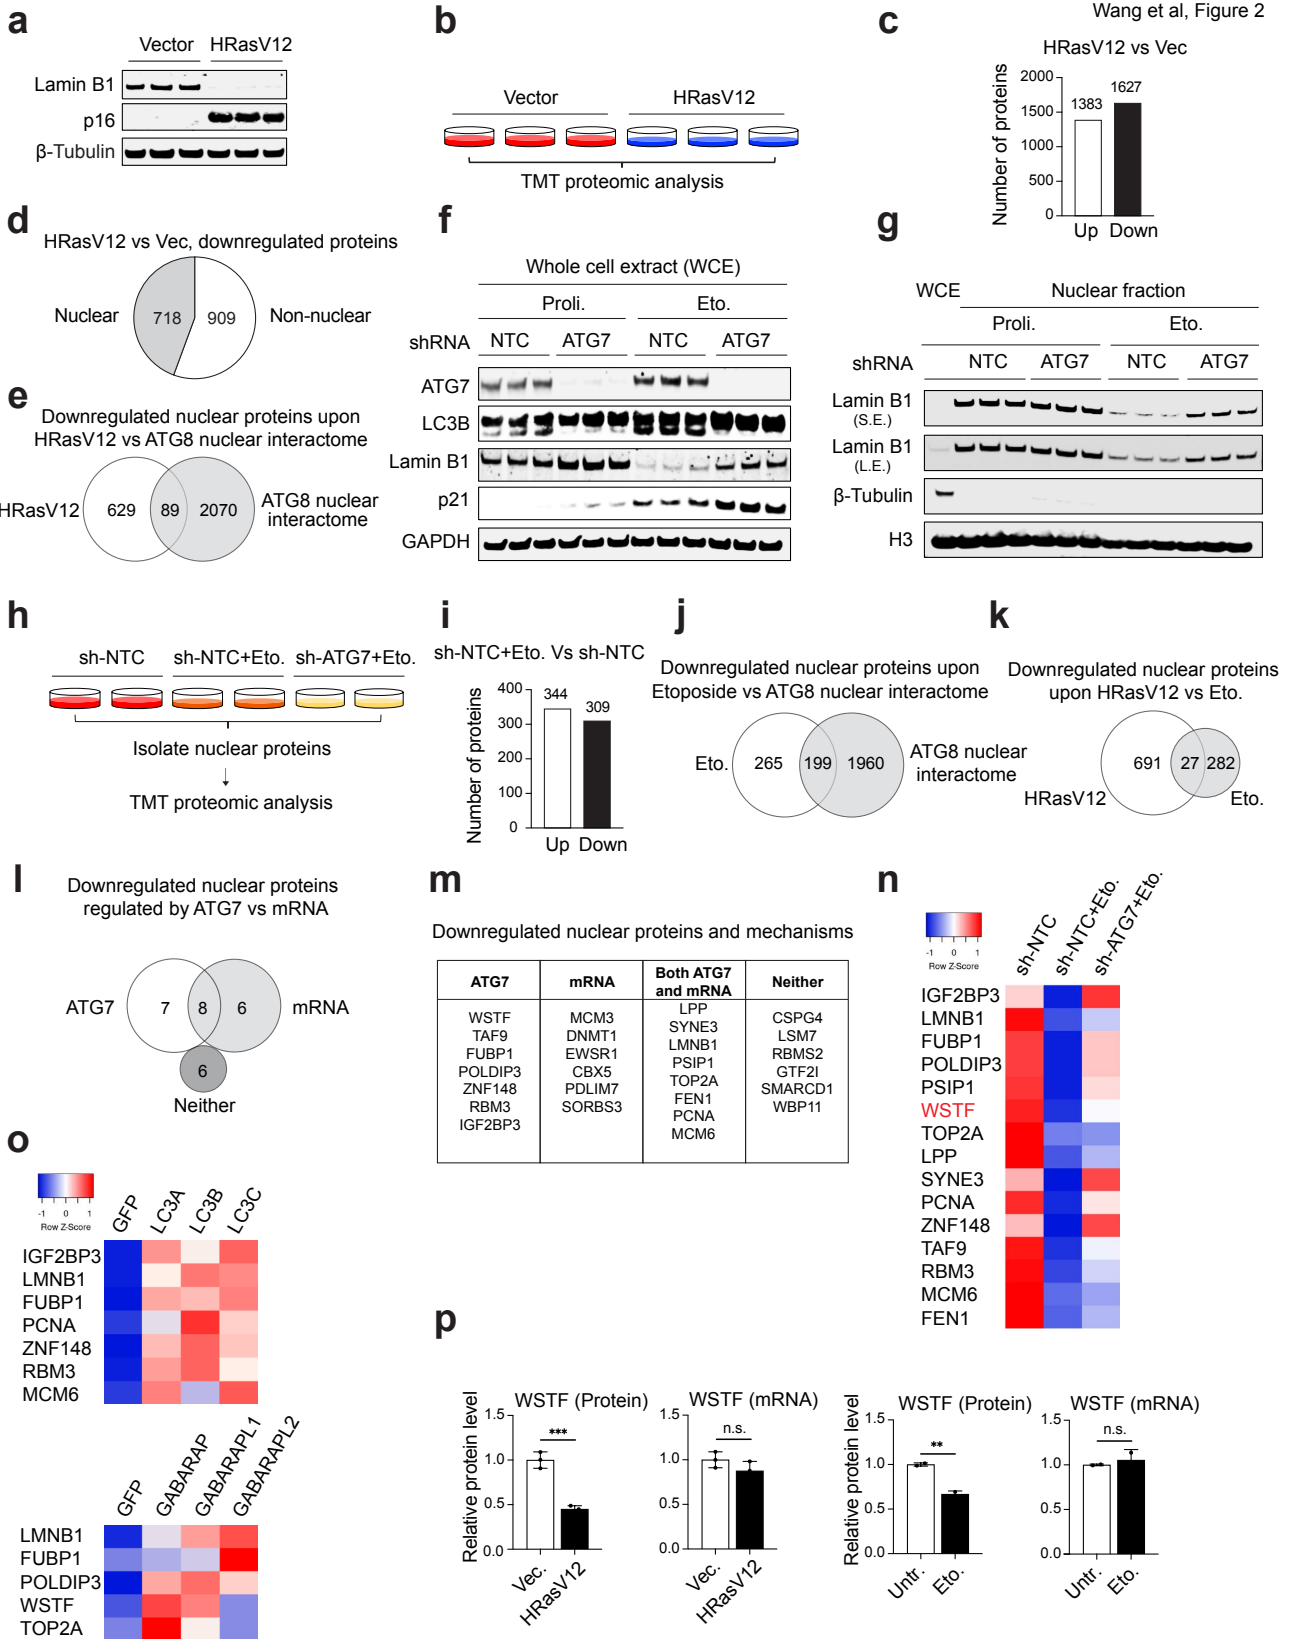 Wang et al, Figure 2
a
Vector HRasV12
Lamin B1
p16
β-Tubulin
b
Vector HRasV12
TMT proteomic analysis
c
HRasV12 vs Vec
Number of proteins
2000
1500
1000
500
0
1383
1627
Up Down
d
HRasV12 vs Vec, downregulated proteins
Nuclear 718 909 Non-nuclear
e
Downregulated nuclear proteins upon
HRasV12 vs ATG8 nuclear interactome
HRasV12 629 89 2070 ATG8 nuclear
interactome
f
Whole cell extract (WCE)
Proli. Eto.
shRNA NTC ATG7 NTC ATG7
ATG7
LC3B
Lamin B1
p21
GAPDH
g
WCE Nuclear fraction
Proli. Eto.
shRNA NTC ATG7 NTC ATG7
Lamin B1
(S.E.)
Lamin B1
(L.E.)
β-Tubulin
H3
h
sh-NTC sh-NTC+Eto. sh-ATG7+Eto.
Isolate nuclear proteins
TMT proteomic analysis
i
sh-NTC+Eto. Vs sh-NTC
Number of proteins
400
300
200
100
0
344
309
Up Down
j
Downregulated nuclear proteins upon
Etoposide vs ATG8 nuclear interactome
Eto. 265 199 1960 ATG8 nuclear
interactome
k
Downregulated nuclear proteins
upon HRasV12 vs Eto.
691 27 282
HRasV12 Eto.
l
Downregulated nuclear proteins
regulated by ATG7 vs mRNA
ATG7 7 8 6 mRNA
6
Neither
m
Downregulated nuclear proteins and mechanisms
ATG7 mRNA Both ATG7
and mRNA Neither
WSTF
TAF9
FUBP1
POLDIP3
ZNF148
RBM3
IGF2BP3
MCM3
DNMT1
EWSR1
CBX5
PDLIM7
SORBS3
LPP
SYNE3
LMNB1
PSIP1
TOP2A
FEN1
PCNA
MCM6
CSPG4
LSM7
RBMS2
GTF2I
SMARCD1
WBP11
n
-1 0 1
Row Z-Score
sh-NTC
sh-NTC+Eto.
sh-ATG7+Eto.
IGF2BP3
LMNB1
FUBP1
POLDIP3
PSIP1
WSTF
TOP2A
LPP
SYNE3
PCNA
ZNF148
TAF9
RBM3
MCM6
FEN1
o
-1 0 1
Row Z-Score
GFP
LC3A
LC3B
LC3C
IGF2BP3
LMNB1
FUBP1
PCNA
ZNF148
RBM3
MCM6
GFP
GABARAP
GABARAPL1
GABARAPL2
LMNB1
FUBP1
POLDIP3
WSTF
TOP2A
p
WSTF (Protein)
Relative protein level
1.5
1.0
0.5
0.0
***
Vec.
HRasV12
WSTF (mRNA)
1.5
1.0
0.5
0.0
n.s.
Vec.
HRasV12
WSTF (Protein)
Relative protein level
1.5
1.0
0.5
0.0
**
Untr.
Eto.
WSTF (mRNA)
1.5
1.0
0.5
0.0
n.s.
Untr.
Eto.